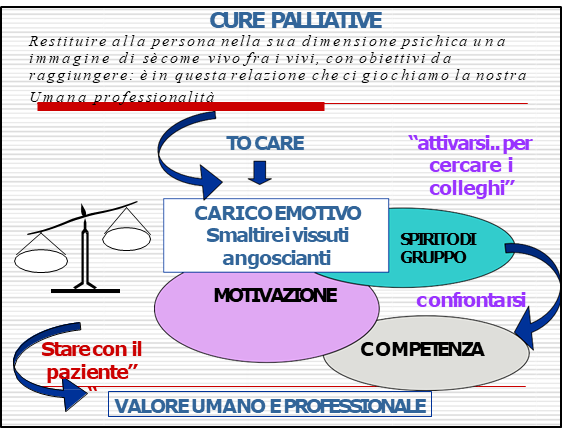 CURE PALLIATIVE
Restituire alla persona nella sua dimensione psichica una
immagine di sè come vivo fra i vivi, con obiettivi da
raggiungere: è in questa relazione che ci giochiamo la nostra
Umana professionalità
TO CARE
“attivarsi.. per
cercare i
colleghi”
CARICO EMOTIVO
Smaltire i vissuti
angoscianti
SPIRITO DI
GRUPPO
MOTIVAZIONE
confrontarsi
Stare con il
paziente”
“
COMPETENZA
VALORE UMANO E PROFESSIONALE